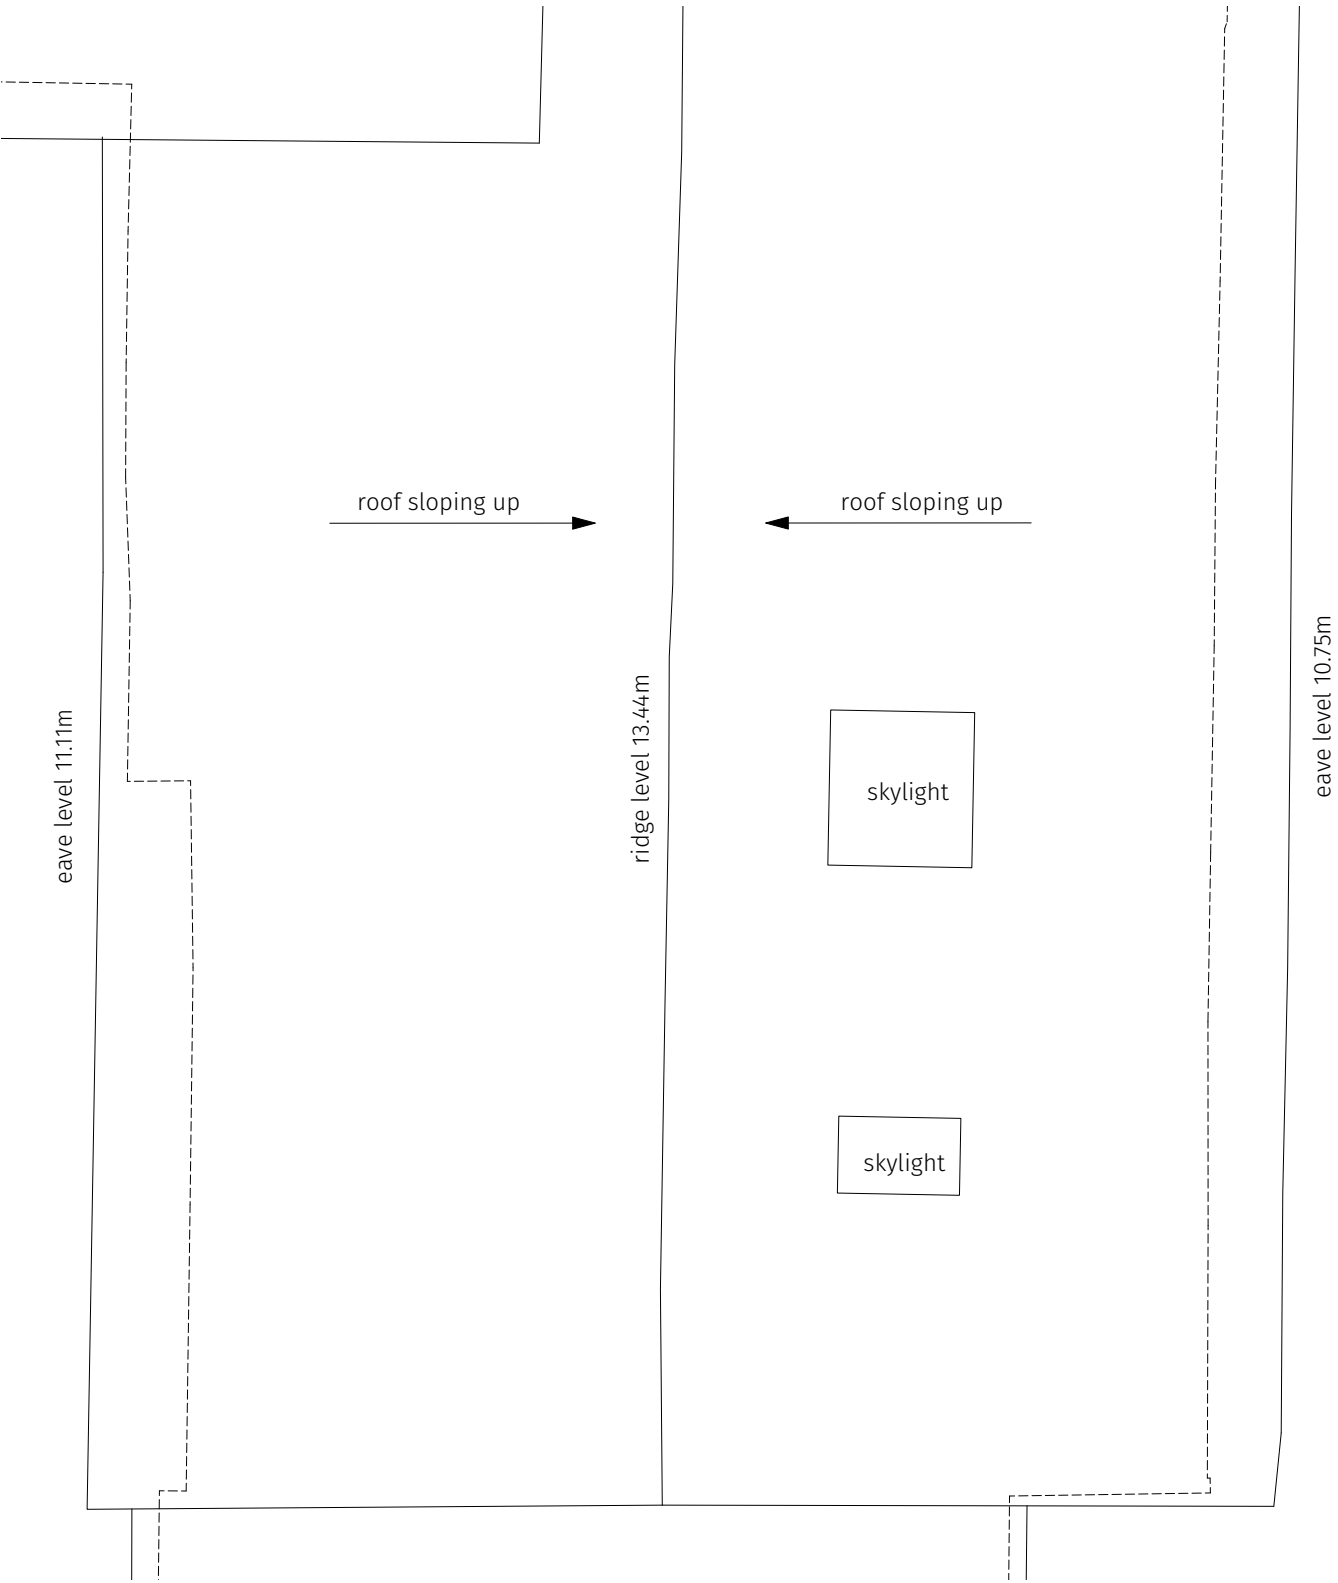 roof sloping up
roof sloping up
eave level 11.11m
ridge level 13.44m
eave level 10.75m
skylight
skylight